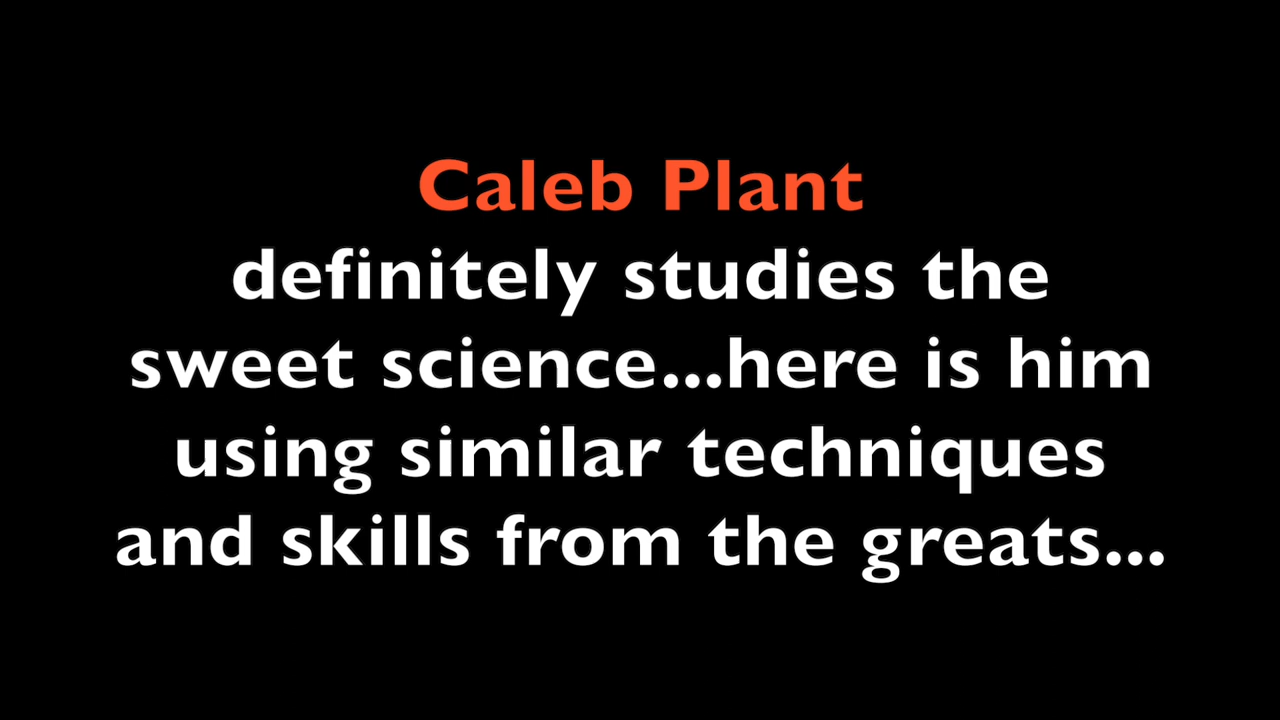 Caleb Plant
definitely studies the
sweet science...here is him
using similar techniques
and skills from the greats...